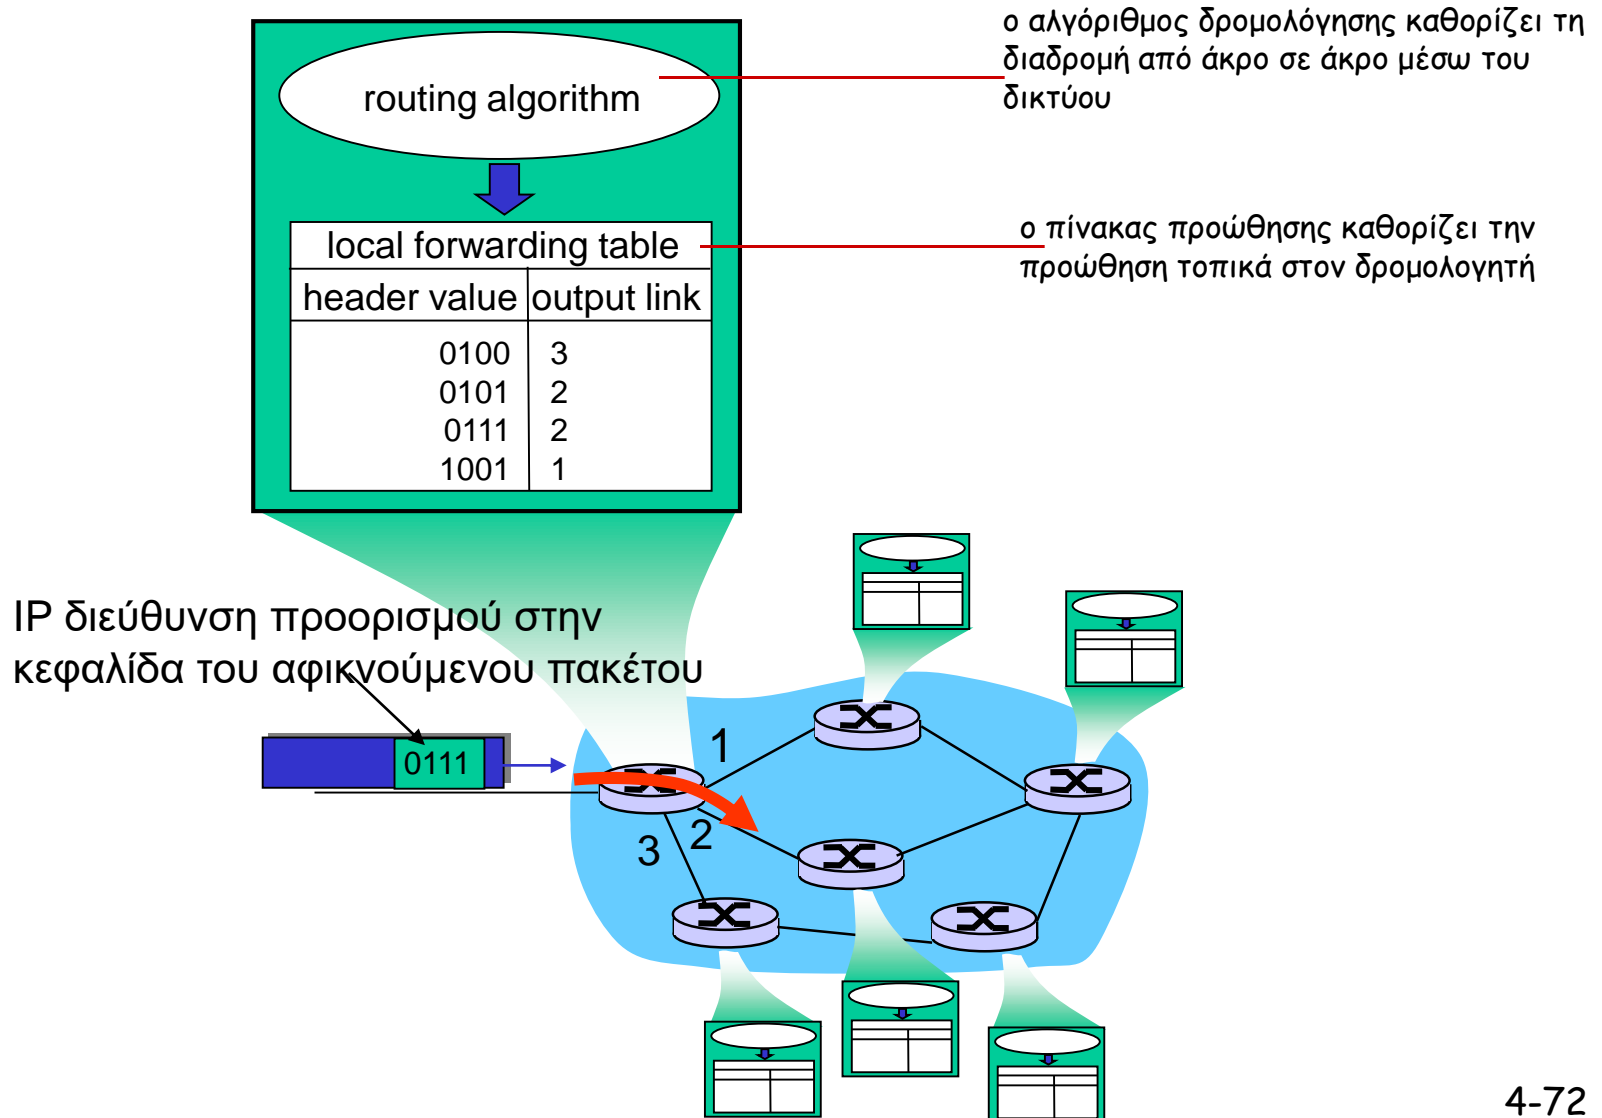 ο αλγόριθμος δρομολόγησης καθορίζει τη
διαδρομή από άκρο σε άκρο μέσω του
δικτύου
routing algorithm
ο πίνακας προώθησης καθορίζει την
προώθηση τοπικά στον δρομολογητή
local forwarding table
header value output link
0100 3
0101 2
0111 2
1001 1
IP διεύθυνση προορισμού στην
κεφαλίδα του αφικνούμενου πακέτου
0111
1
2
3
4-72